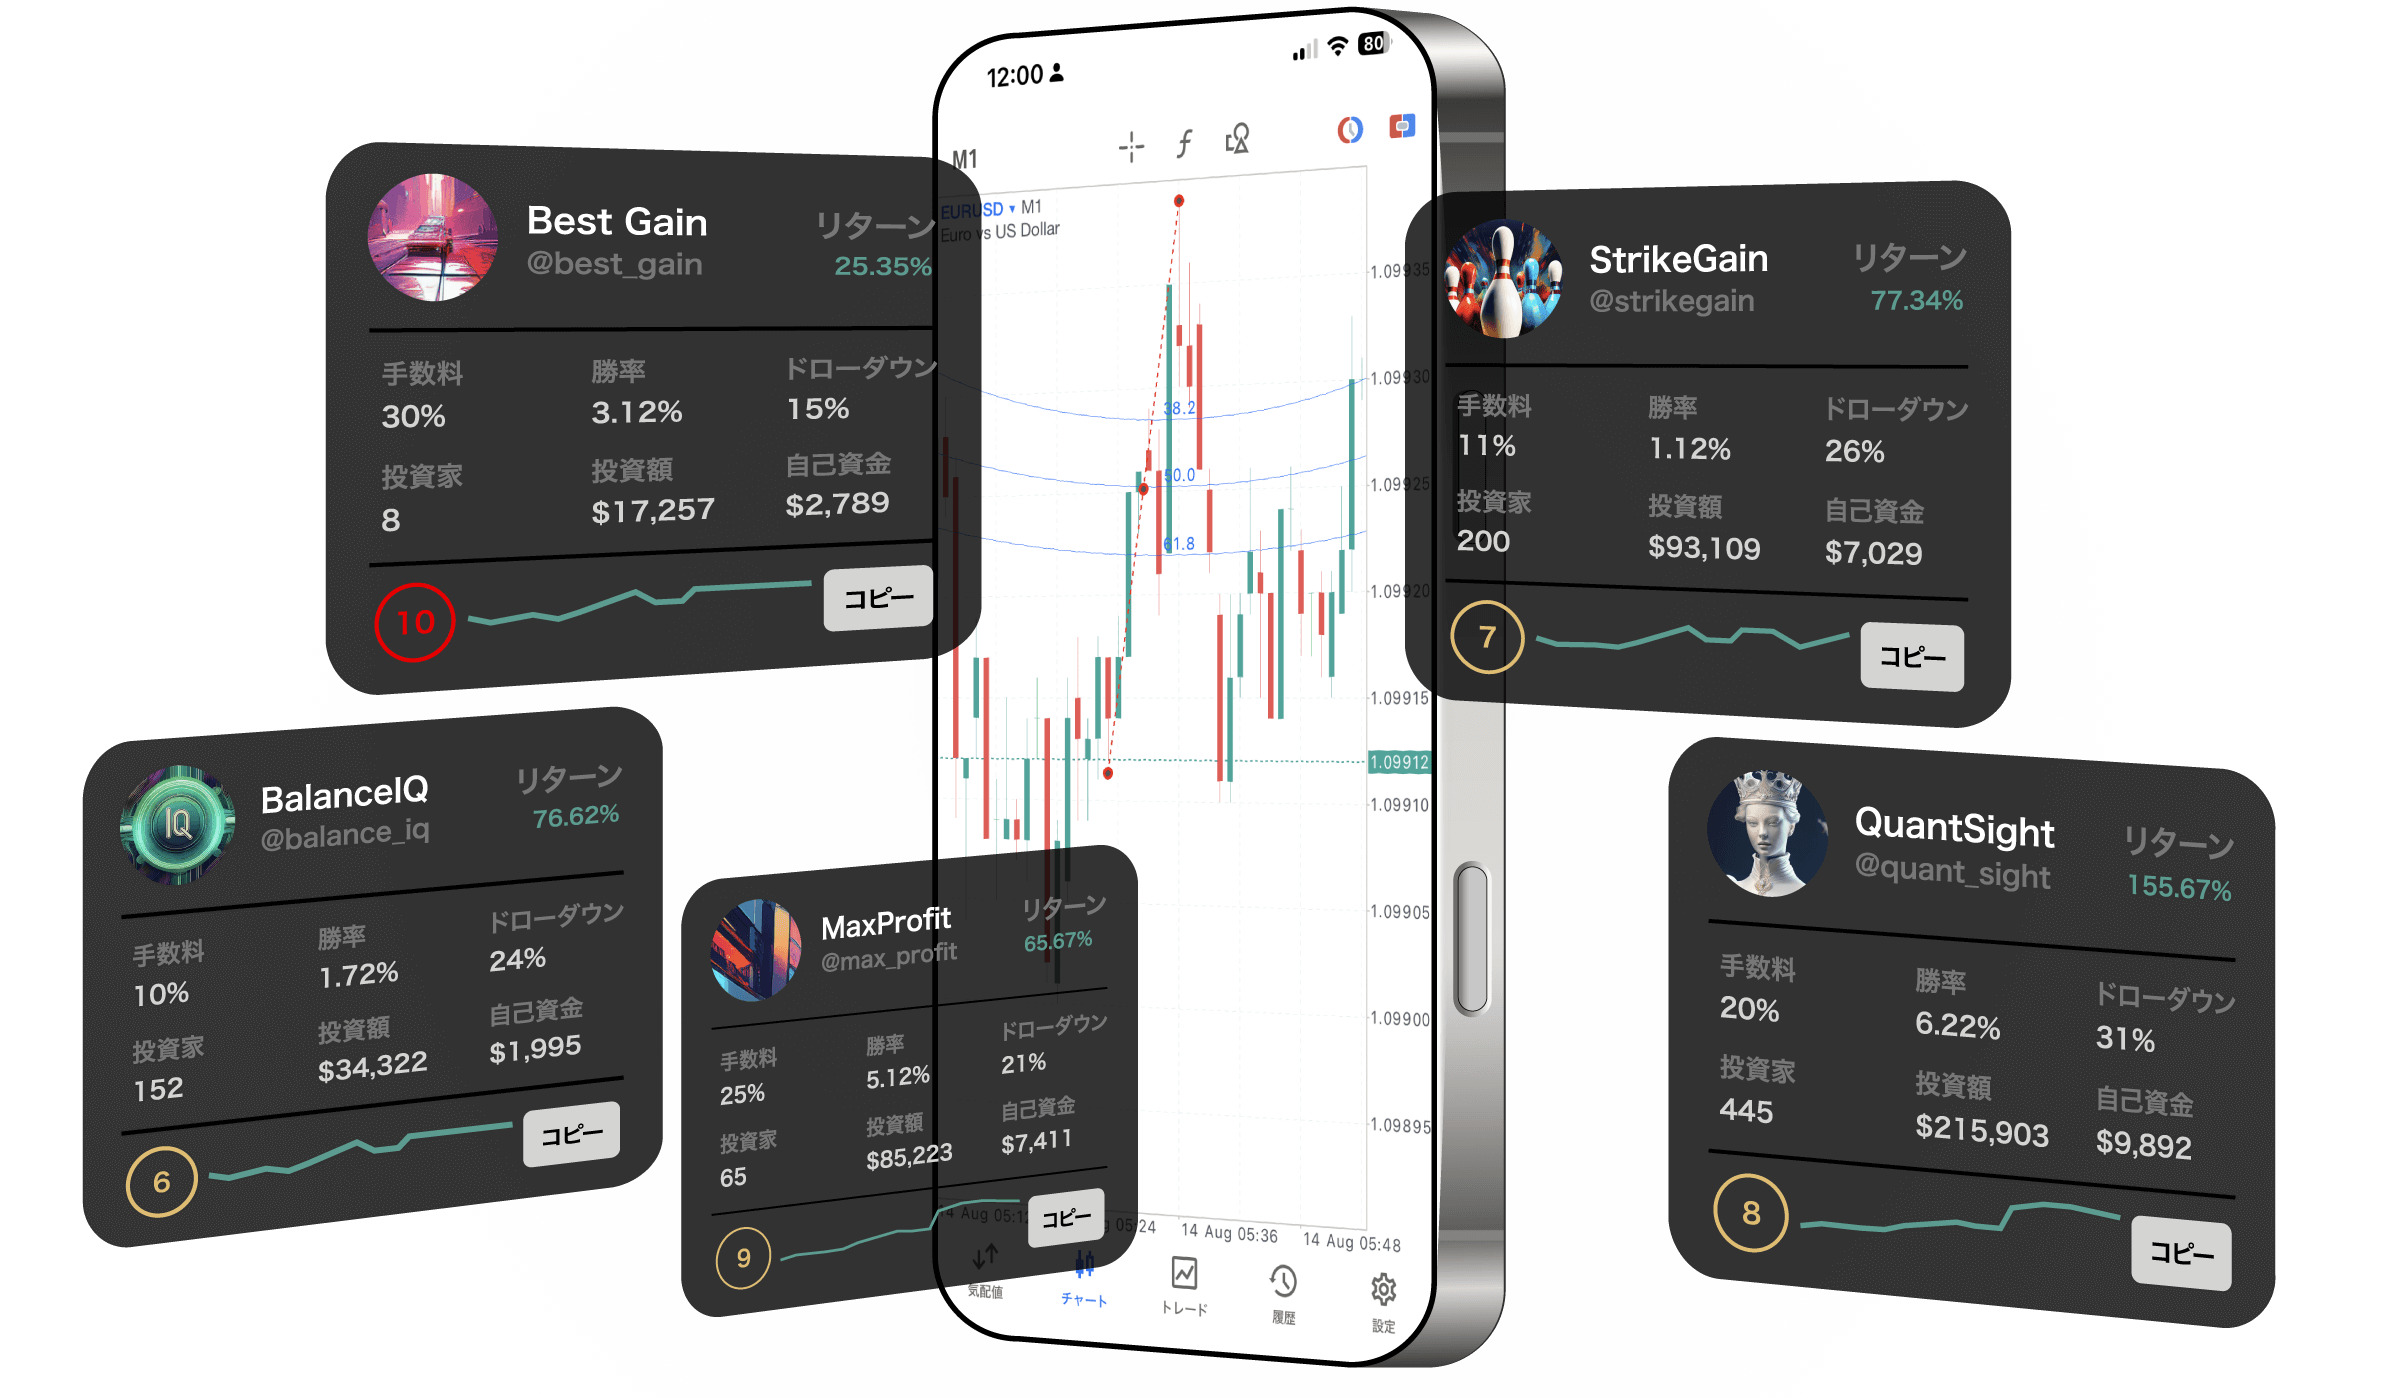 12:00
80
M1
EURUSD ▾ M1
Euro vs US Dollar
1.09935
1.09930
1.09925
1.09920
1.09915
1.09912
1.09910
1.09905
1.09900
1.09895
38.2
50.0
61.8
14 Aug 05:12
05:24
14 Aug 05:36
14 Aug 05:48
気配値
チャート
トレード
履歴
設定
Best Gain
@best_gain
リターン
25.35%
手数料
30%
勝率
3.12%
ドローダウン
15%
投資家
8
投資額
$17,257
自己資金
$2,789
10
コピー
StrikeGain
@strikegain
リターン
77.34%
手数料
11%
勝率
1.12%
ドローダウン
26%
投資家
200
投資額
$93,109
自己資金
$7,029
7
コピー
BalanceIQ
@balance_iq
IQ
リターン
76.62%
手数料
10%
勝率
1.72%
ドローダウン
24%
投資家
152
投資額
$34,322
自己資金
$1,995
6
コピー
MaxProfit
@max_profit
リターン
65.67%
手数料
25%
勝率
5.12%
ドローダウン
21%
投資家
65
投資額
$85,223
自己資金
$7,411
9
コピー
QuantSight
@quant_sight
リターン
155.67%
手数料
20%
勝率
6.22%
ドローダウン
31%
投資家
445
投資額
$215,903
自己資金
$9,892
8
コピー